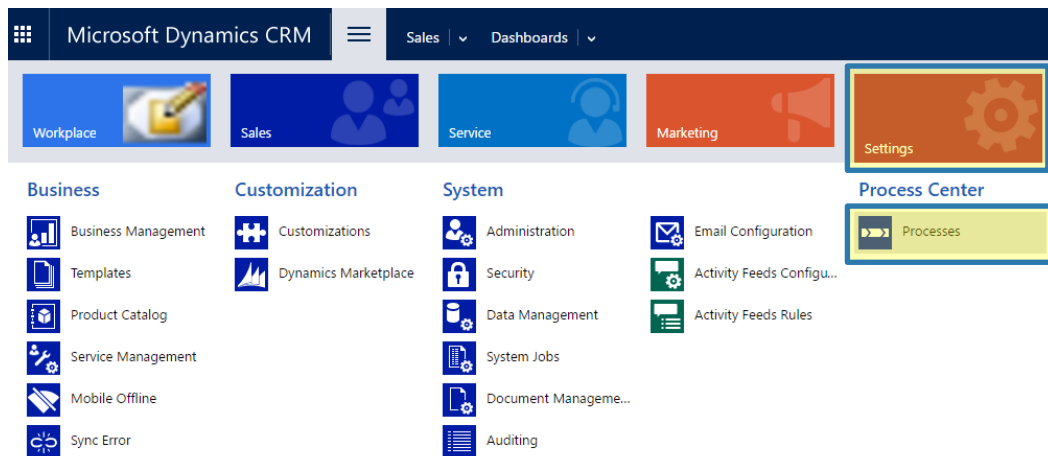 Microsoft Dynamics CRM Sales Dashboards
Workplace Sales Service Marketing Settings
Business Customization System Process Center
Business Management Customizations Administration Email Configuration Processes
Templates Dynamics Marketplace Security Activity Feeds Configu...
Product Catalog Data Management Activity Feeds Rules
Service Management System Jobs
Mobile Offline Document Manageme...
Sync Error Auditing